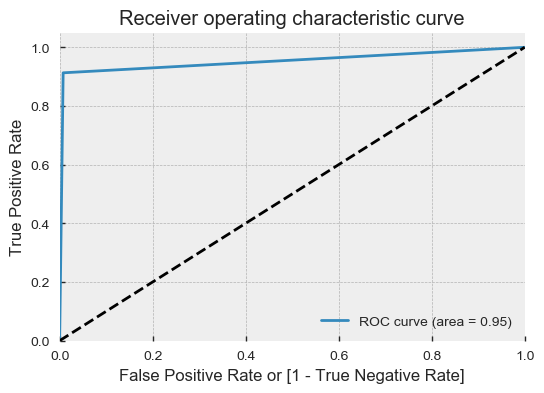 Receiver operating characteristic curve
True Positive Rate
1.0
0.8
0.6
0.4
0.2
0.0
ROC curve (area = 0.95)
0.0 0.2 0.4 0.6 0.8 1.0
False Positive Rate or [1 - True Negative Rate]